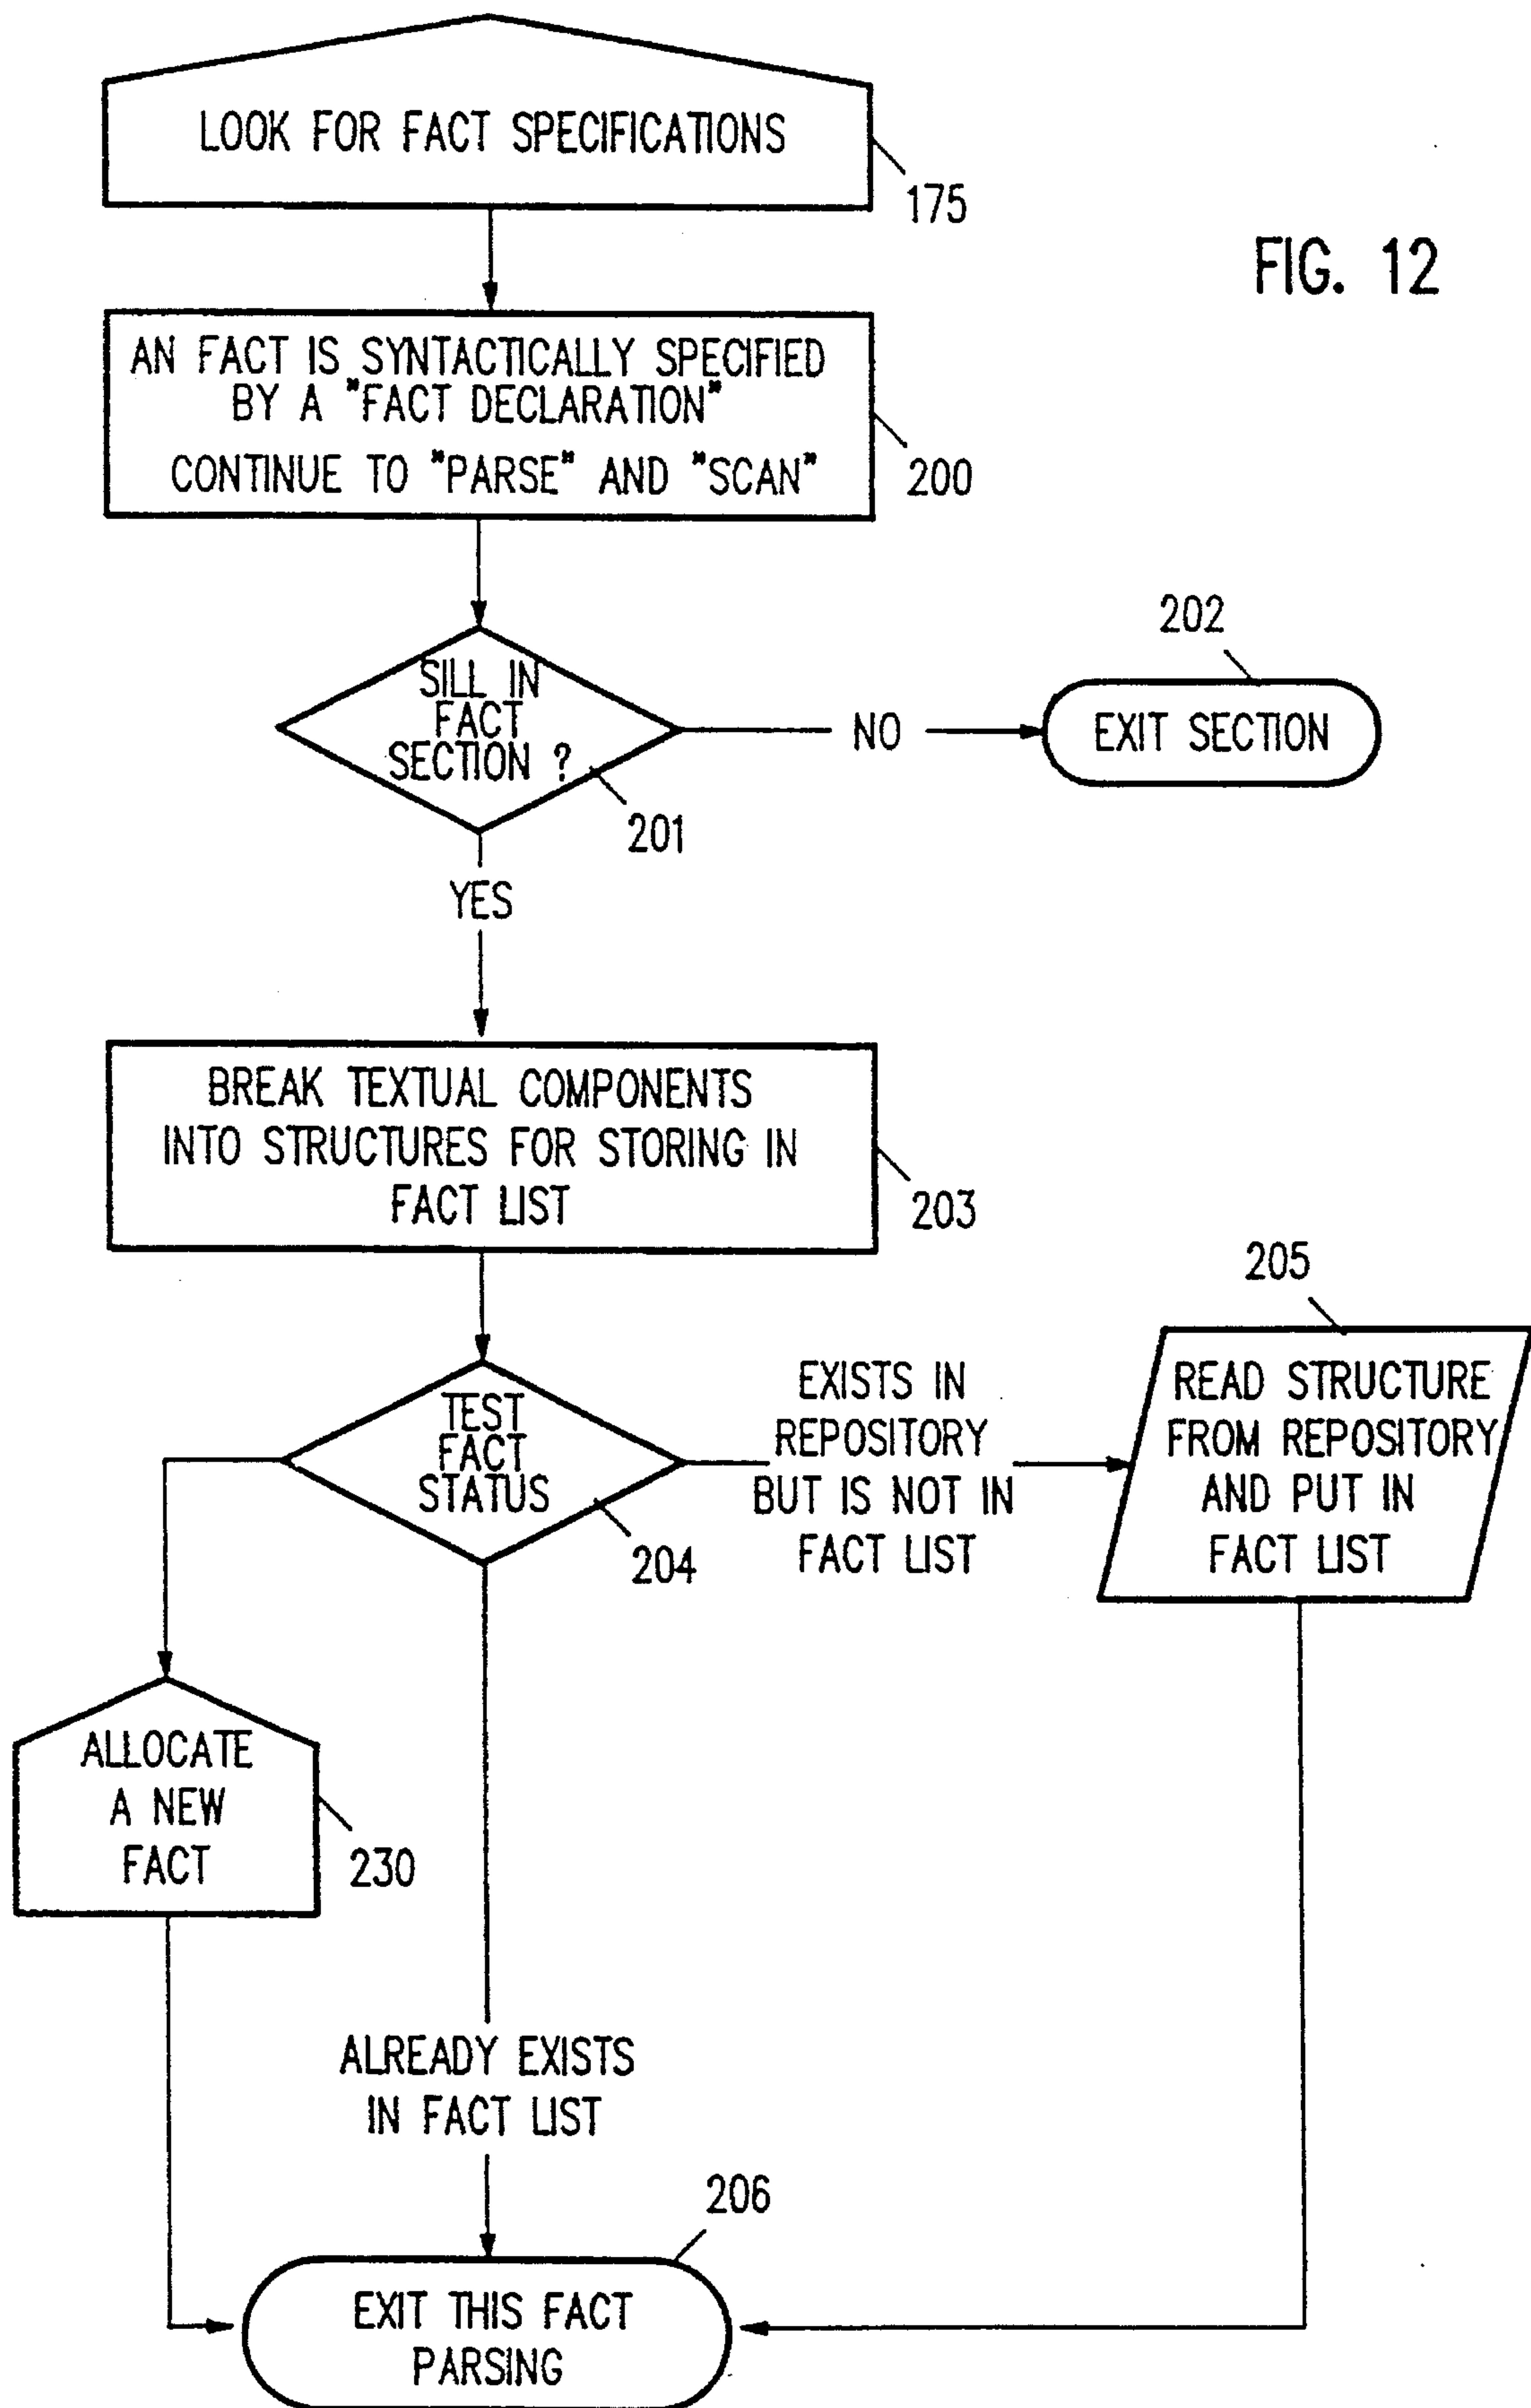 LOOK FOR FACT SPECIFICATIONS
175
FIG. 12
AN FACT IS SYNTACTICALLY SPECIFIED
BY A "FACT DECLARATION"
CONTINUE TO "PARSE" AND "SCAN"
200
SILL IN
FACT
SECTION ?
201
NO
202
EXIT SECTION
YES
BREAK TEXTUAL COMPONENTS
INTO STRUCTURES FOR STORING IN
FACT LIST
203
TEST
FACT
STATUS
204
EXISTS IN
REPOSITORY
BUT IS NOT IN
FACT LIST
205
READ STRUCTURE
FROM REPOSITORY
AND PUT IN
FACT LIST
ALLOCATE
A NEW
FACT
230
ALREADY EXISTS
IN FACT LIST
206
EXIT THIS FACT
PARSING